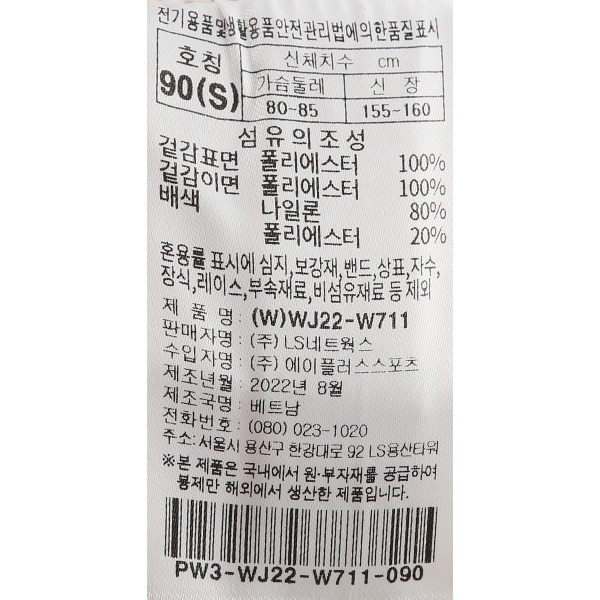 전기용품및생활용품안전관리법에의한품질표시
호칭 신체치수 cm
90(S) 가슴둘레 신 장
80-85 155-160
섬유의조성
겉감표면 폴리에스터 100%
겉감이면 폴리에스터 100%
배색 나일론 80%
폴리에스터 20%
혼용률 표시에 심지,보강재,밴드,상표,자수,
장식,레이스,부속재료,비섬유재료 등 제외
제 품 명: (W)WJ22-W711
판매자명: (주) LS네트웍스
수입자명: (주) 에이플러스스포츠
제조년월: 2022년 8월
제조국명: 베트남
전화번호: (080) 023-1020
주소: 서울시 용산구 한강대로 92 LS용산타워
※본 제품은 국내에서 원·부자재를 공급하여
봉제만 해외에서 생산한 제품입니다.
PW3-WJ22-W711-090